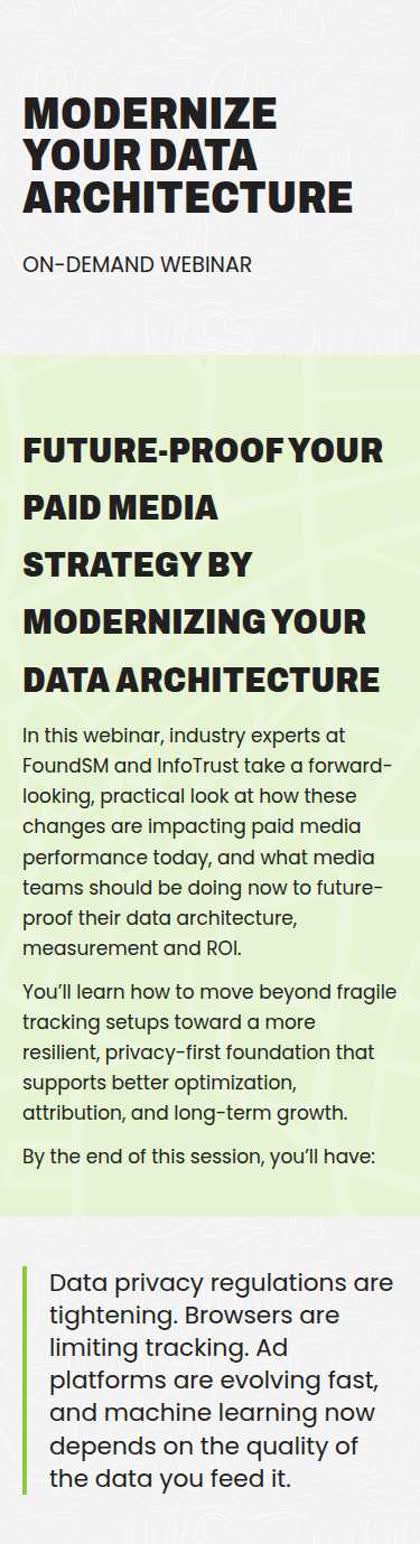 MODERNIZE
YOUR DATA
ARCHITECTURE
ON-DEMAND WEBINAR
FUTURE-PROOF YOUR
PAID MEDIA
STRATEGY BY
MODERNIZING YOUR
DATA ARCHITECTURE
In this webinar, industry experts at
FoundSM and InfoTrust take a forward-
looking, practical look at how these
changes are impacting paid media
performance today, and what media
teams should be doing now to future-
proof their data architecture,
measurement and ROI.
You’ll learn how to move beyond fragile
tracking setups toward a more
resilient, privacy-first foundation that
supports better optimization,
attribution, and long-term growth.
By the end of this session, you’ll have:
Data privacy regulations are
tightening. Browsers are
limiting tracking. Ad
platforms are evolving fast,
and machine learning now
depends on the quality of
the data you feed it.